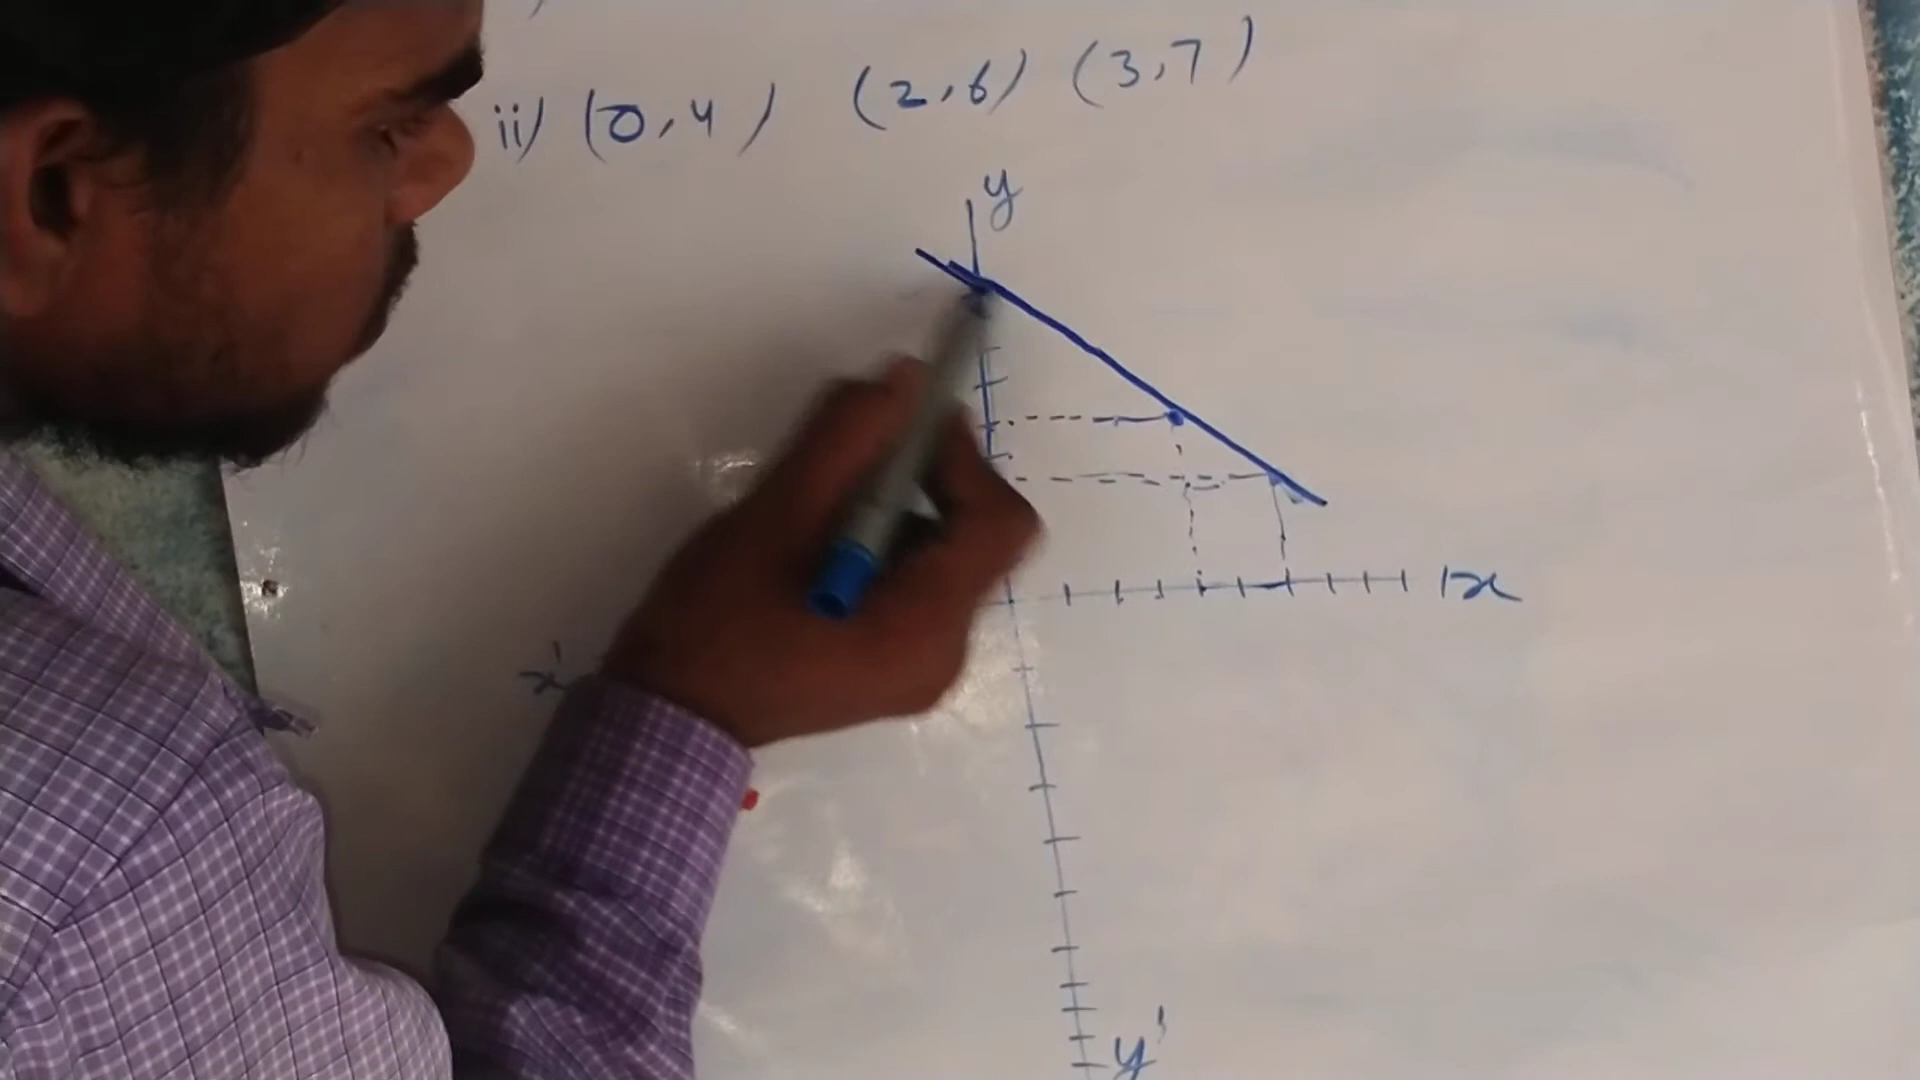 ii) (0,4) (2,6) (3,7)
y
x
x'
y'